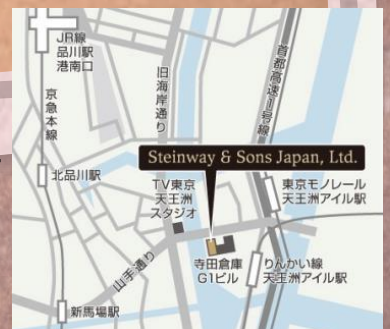 JR線
品川駅
港南口
京急本線
旧海岸通り
首都高速1号線
Steinway & Sons Japan, Ltd.
北品川駅
TV東京
天王洲
スタジオ
東京モノレール
天王洲アイル駅
山手通り
寺田倉庫
G1ビル
りんかい線
天王洲アイル駅
新馬場駅